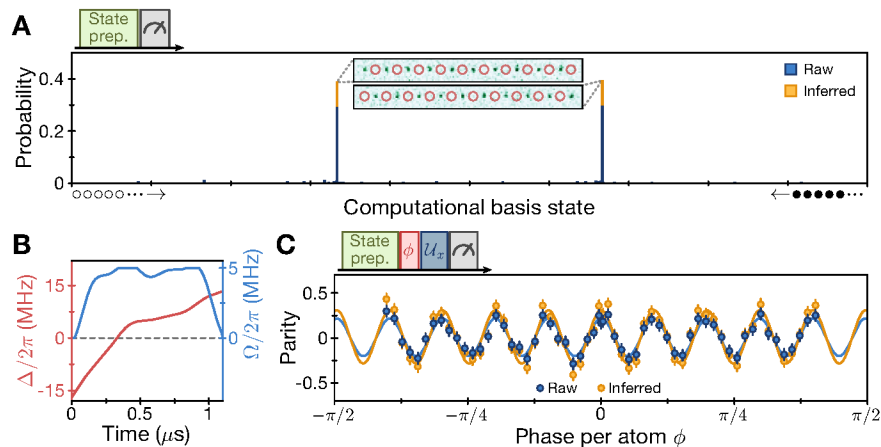 A
State
prep.
Probability
0.4
0.2
0
Raw
Inferred
Computational basis state
B
Δ/2π (MHz)
15
0
-15
Ω/2π (MHz)
5
0
0
0.5
1
Time (μs)
C
State
prep.
ϕ
𝒰ₓ
Parity
0.5
0
-0.5
Raw
Inferred
−π/2
−π/4
0
π/4
π/2
Phase per atom ϕ